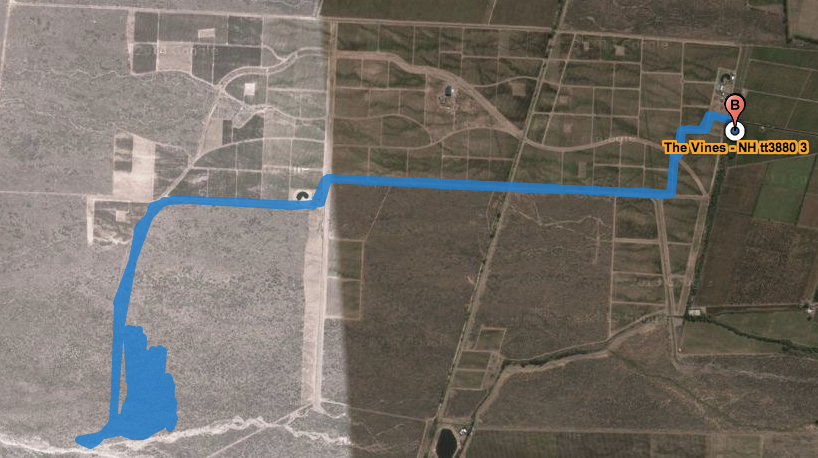 B
The Vines - NH tt3880 3